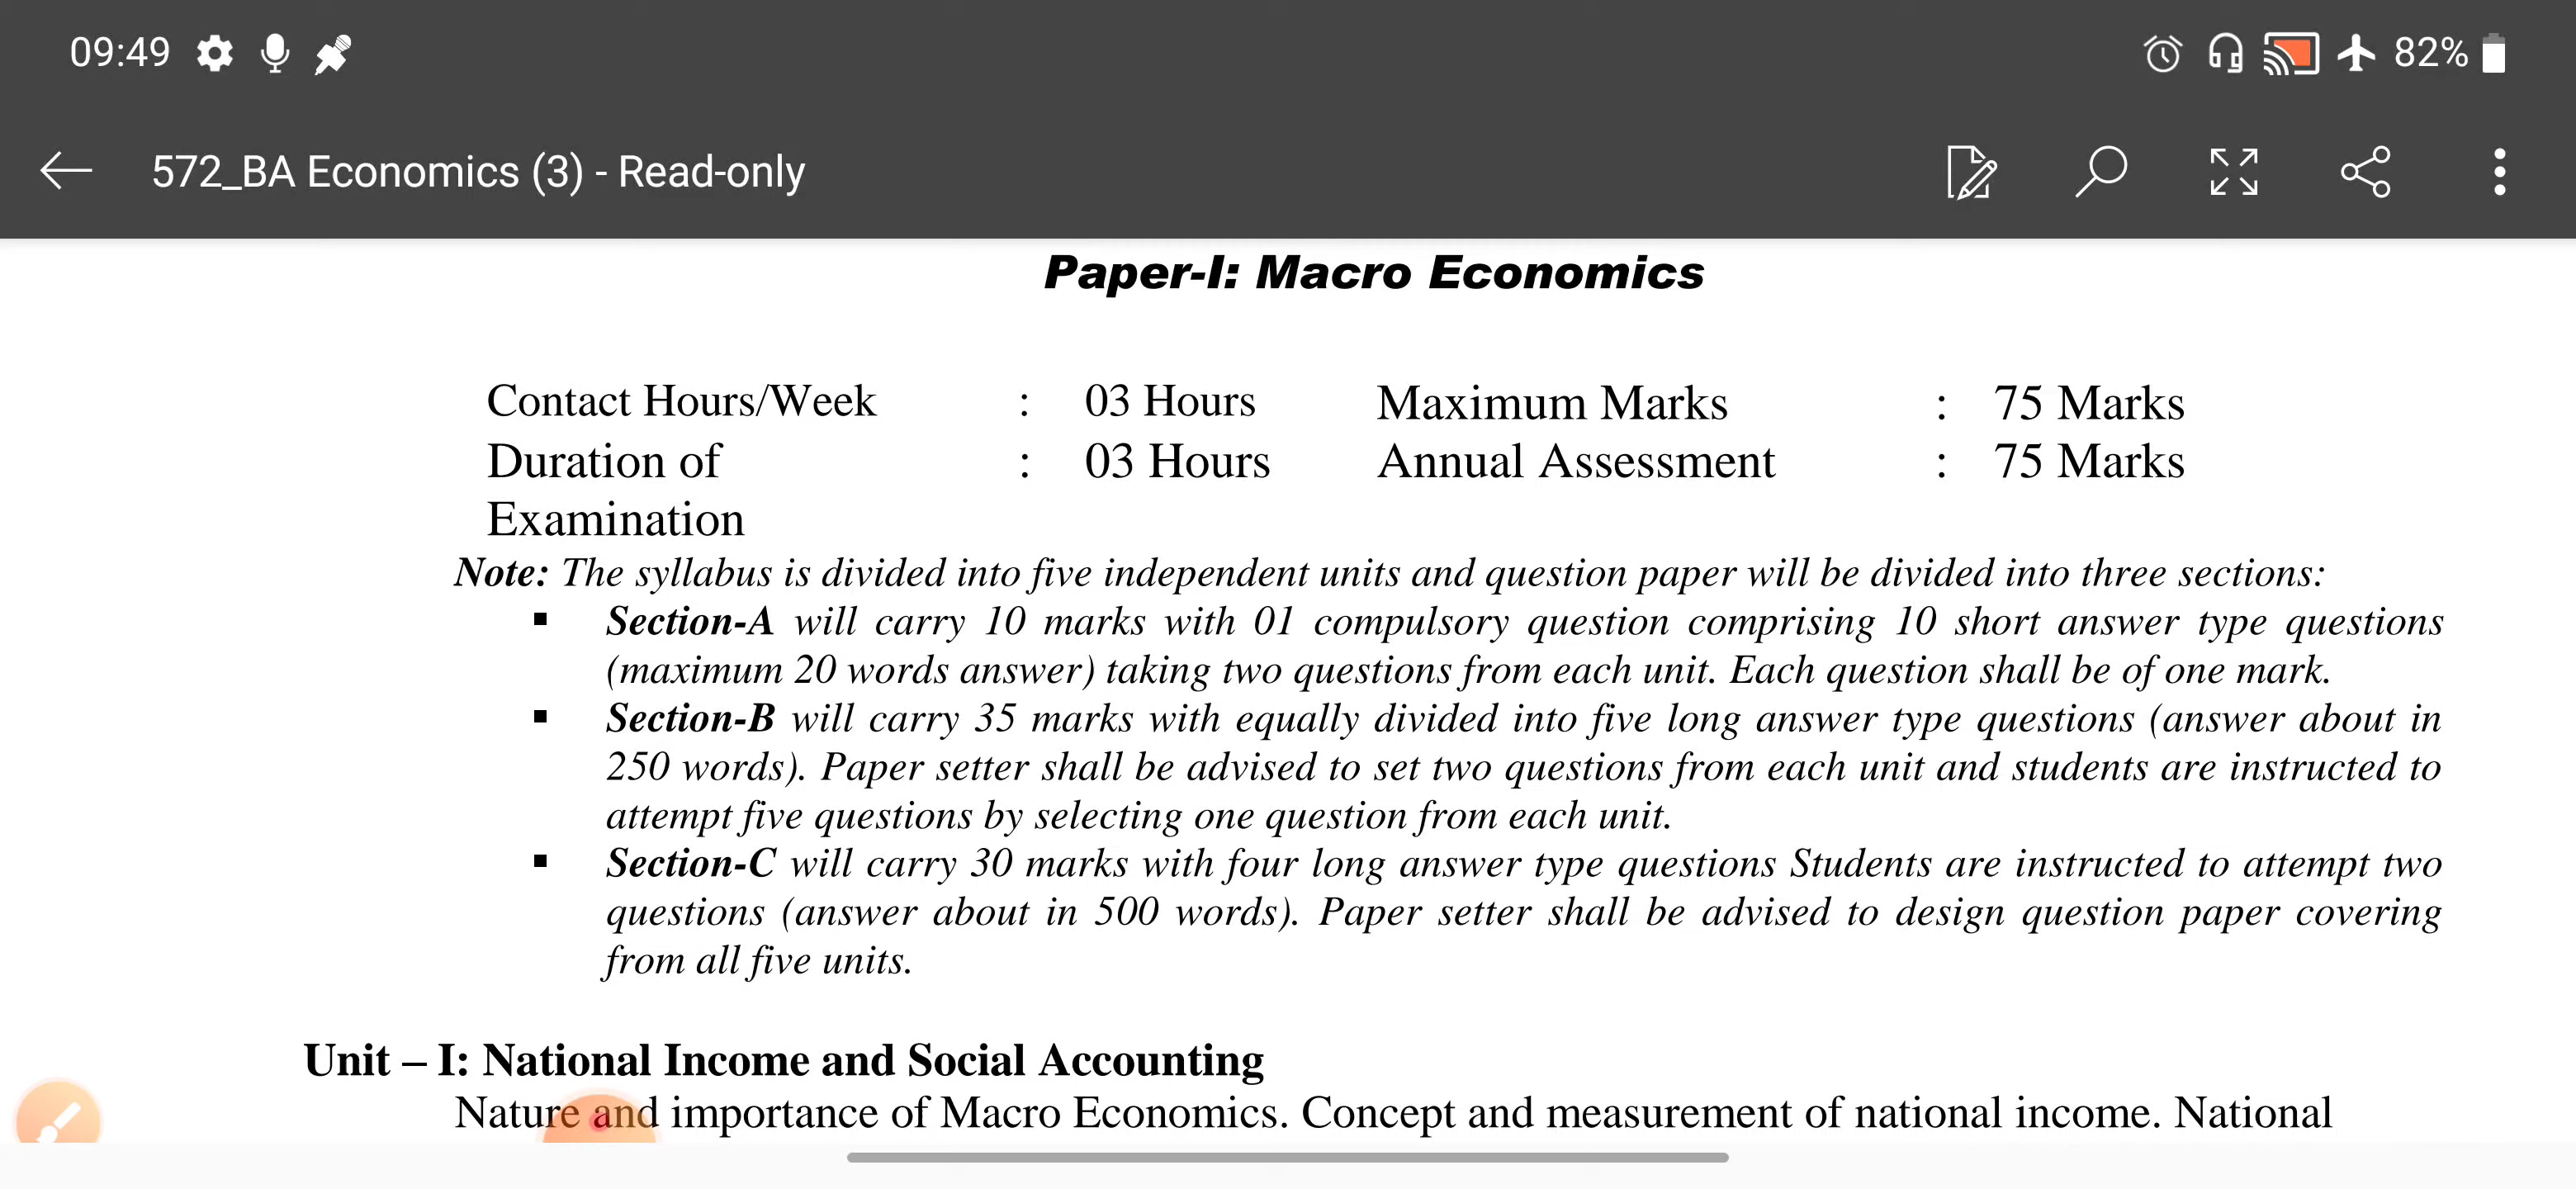 09:49
82%
572_BA Economics (3) - Read-only
Paper-I: Macro Economics
Contact Hours/Week : 03 Hours Maximum Marks : 75 Marks
Duration of : 03 Hours Annual Assessment : 75 Marks
Examination
Note: The syllabus is divided into five independent units and question paper will be divided into three sections:
▪ Section-A will carry 10 marks with 01 compulsory question comprising 10 short answer type questions
(maximum 20 words answer) taking two questions from each unit. Each question shall be of one mark.
▪ Section-B will carry 35 marks with equally divided into five long answer type questions (answer about in
250 words). Paper setter shall be advised to set two questions from each unit and students are instructed to
attempt five questions by selecting one question from each unit.
▪ Section-C will carry 30 marks with four long answer type questions Students are instructed to attempt two
questions (answer about in 500 words). Paper setter shall be advised to design question paper covering
from all five units.
Unit – I: National Income and Social Accounting
Nature and importance of Macro Economics. Concept and measurement of national income. National